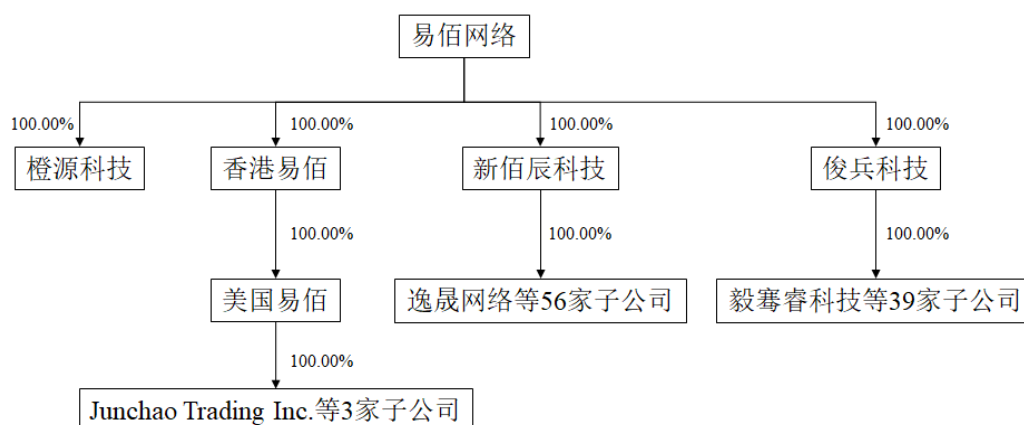 易佰网络
100.00%
100.00%
100.00%
100.00%
橙源科技
香港易佰
新佰辰科技
俊兵科技
100.00%
100.00%
100.00%
美国易佰
逸晟网络等56家子公司
毅骞睿科技等39家子公司
100.00%
Junchao Trading Inc.等3家子公司